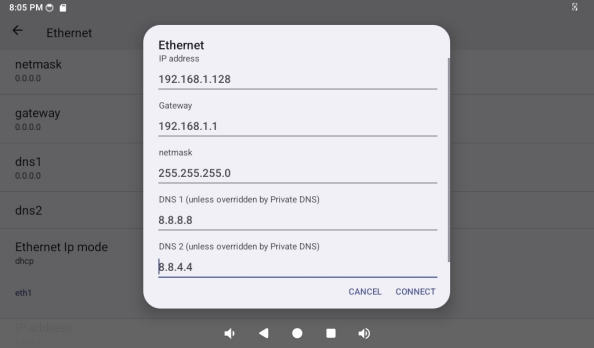 8:05 PM
Ethernet
netmask
0.0.0.0
gateway
0.0.0.0
dns1
0.0.0.0
dns2
Ethernet Ip mode
dhcp
eth1
IP address
Ethernet
IP address
192.168.1.128
Gateway
192.168.1.1
netmask
255.255.255.0
DNS 1 (unless overridden by Private DNS)
8.8.8.8
DNS 2 (unless overridden by Private DNS)
8.8.4.4
CANCEL CONNECT